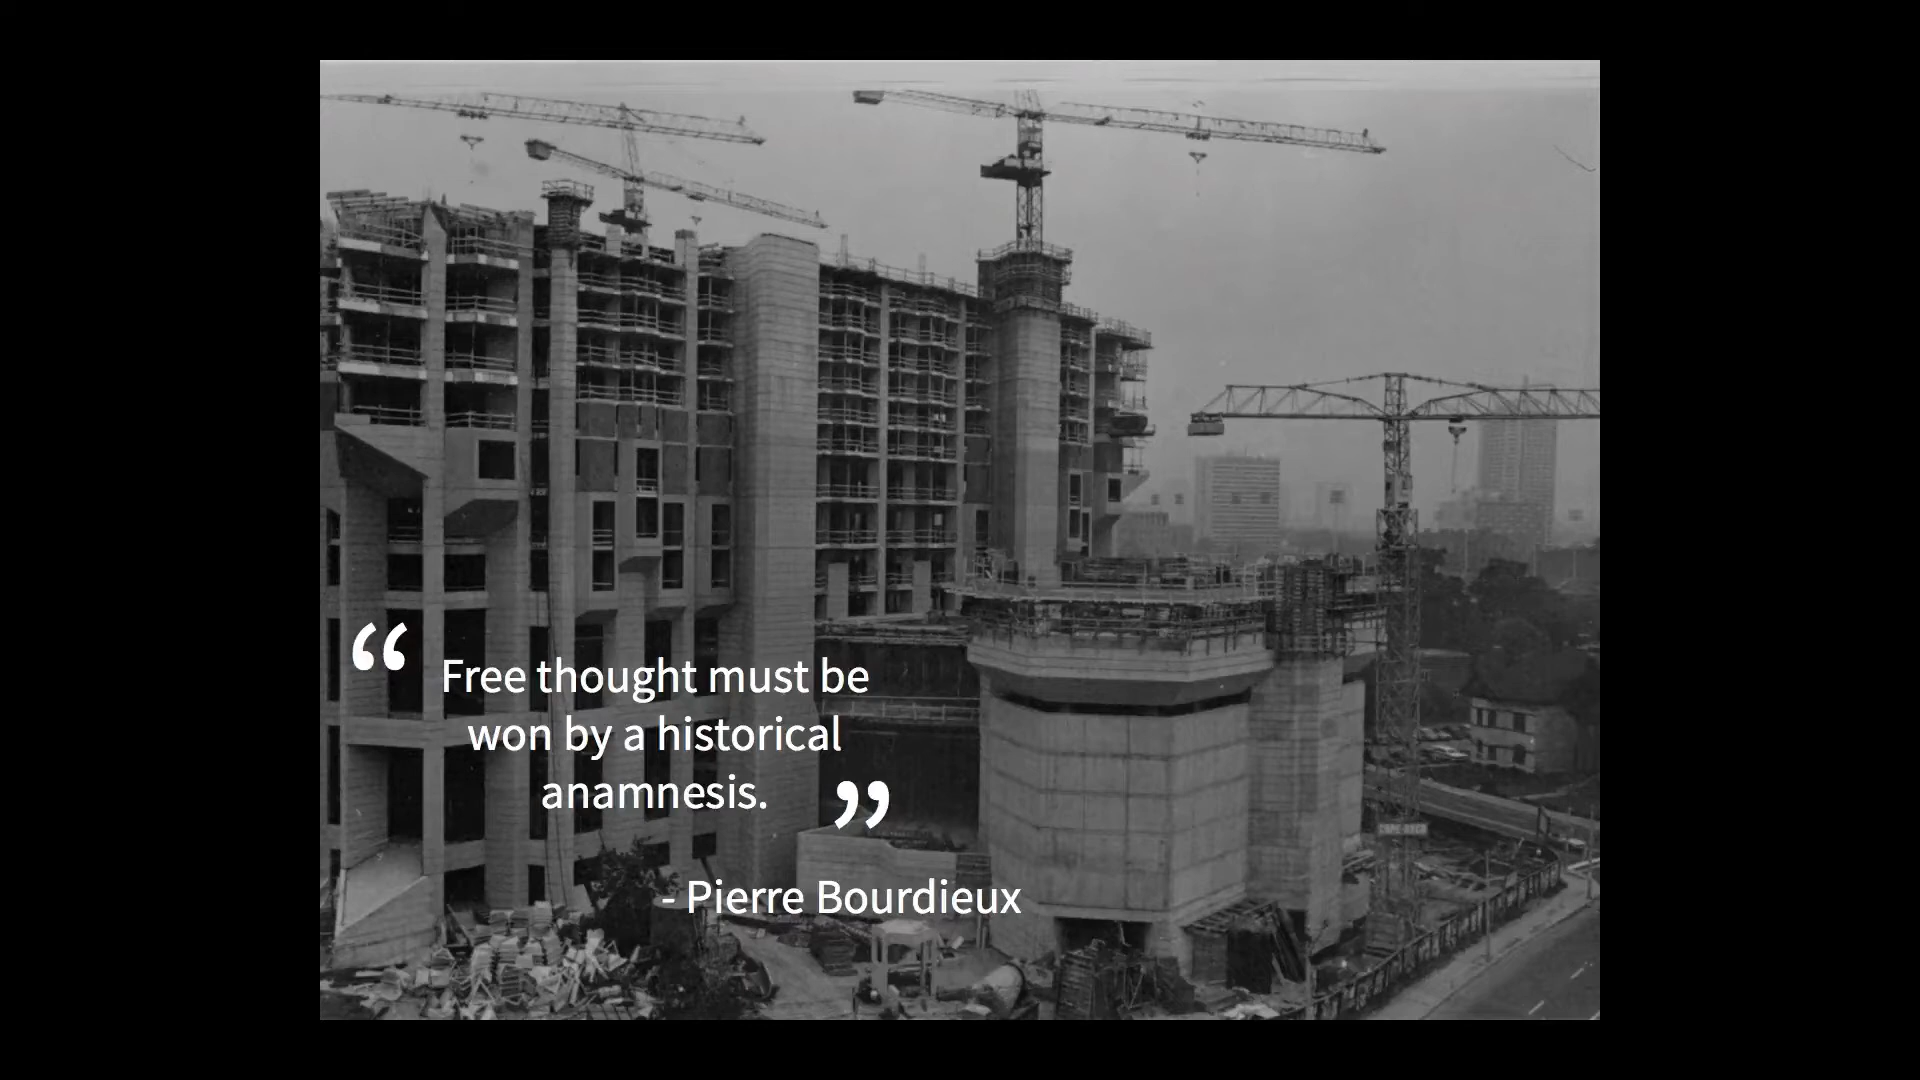 “ Free thought must be
won by a historical
anamnesis. ”
- Pierre Bourdieux